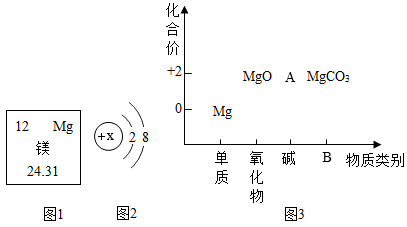 12 Mg
镁
24.31
图1
+x 2 8
图2
化合价
+2
0
Mg
MgO A MgCO₃
单质 氧化物 碱 B 物质类别
图3